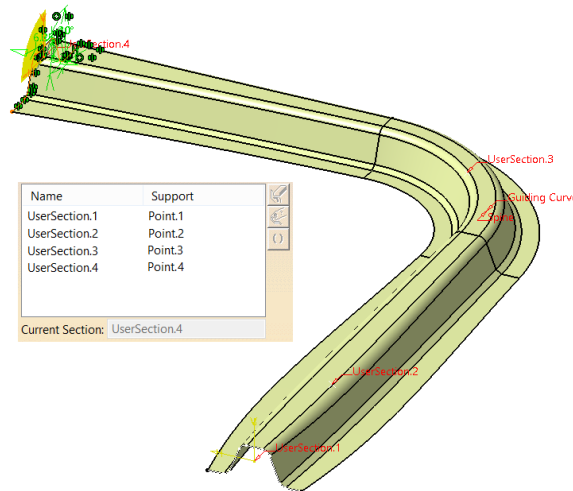 Section.4
UserSection.3
Guiding Curve
Spine
Name Support
UserSection.1 Point.1
UserSection.2 Point.2
UserSection.3 Point.3
UserSection.4 Point.4
()
Current Section: UserSection.4
UserSection.2
UserSection.1